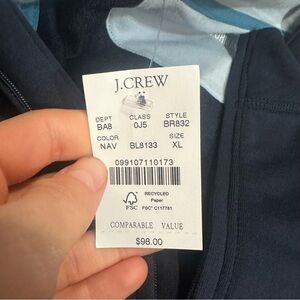 J.CREW
DEPT CLASS STYLE
BA8 0J5 BR832
COLOR SIZE
NAV BL8133 XL
099107110173
RECYCLED
Paper
FSC FSC® C117781
COMPARABLE VALUE
$98.00